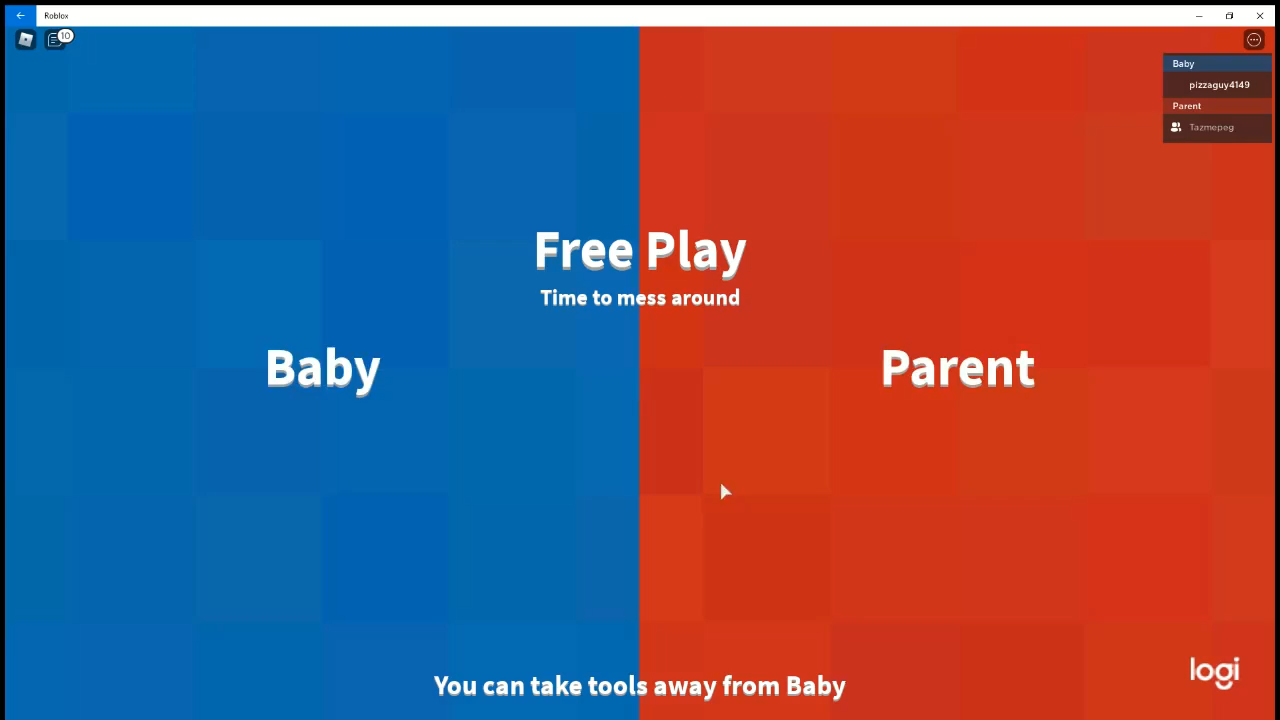 Roblox
10
Baby
pizzaguy4149
Parent
Tazmepeg
Free Play
Time to mess around
Baby
Parent
You can take tools away from Baby
logi